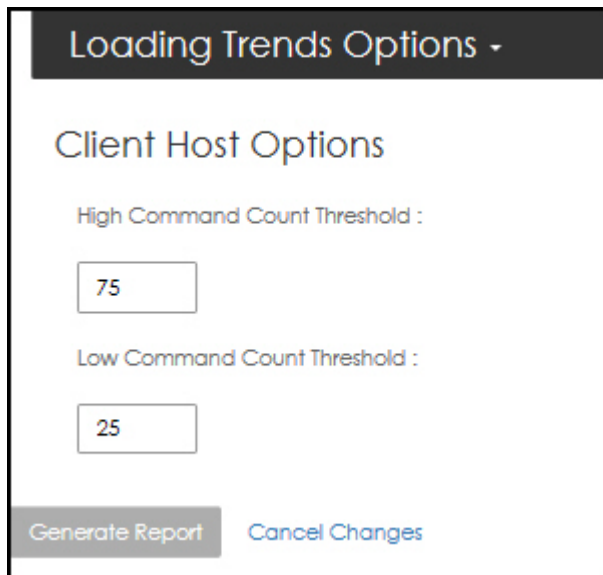 Loading Trends Options
Client Host Options
High Command Count Threshold :
75
Low Command Count Threshold :
25
Generate Report Cancel Changes